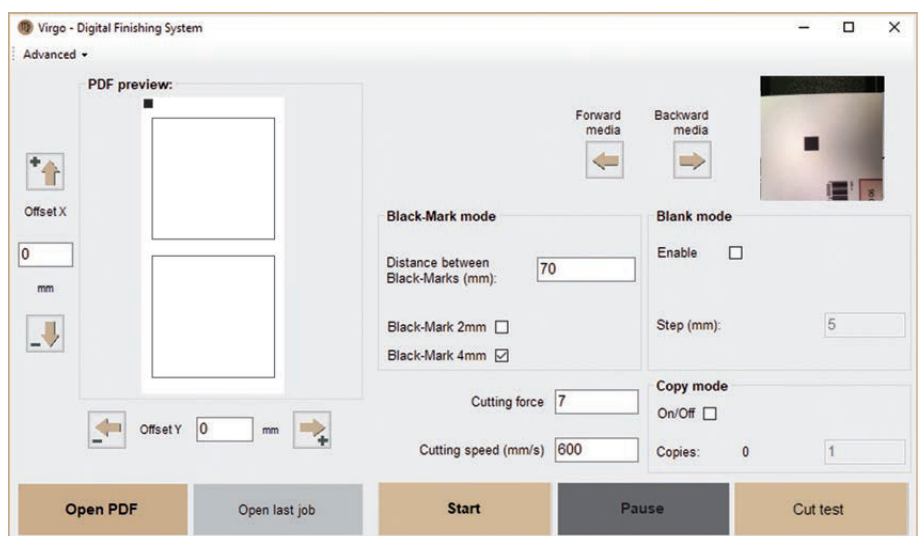 Virgo - Digital Finishing System
Advanced
PDF preview:
Forward
media
Backward
media
+
Offset X
0
mm
-
Black-Mark mode
Distance between
Black-Marks (mm):
70
Black-Mark 2mm
Black-Mark 4mm
Blank mode
Enable
Step (mm):
5
- Offset Y 0 mm +
Cutting force 7
Cutting speed (mm/s) 600
Copy mode
On/Off
Copies: 0 1
Open PDF
Open last job
Start
Pause
Cut test